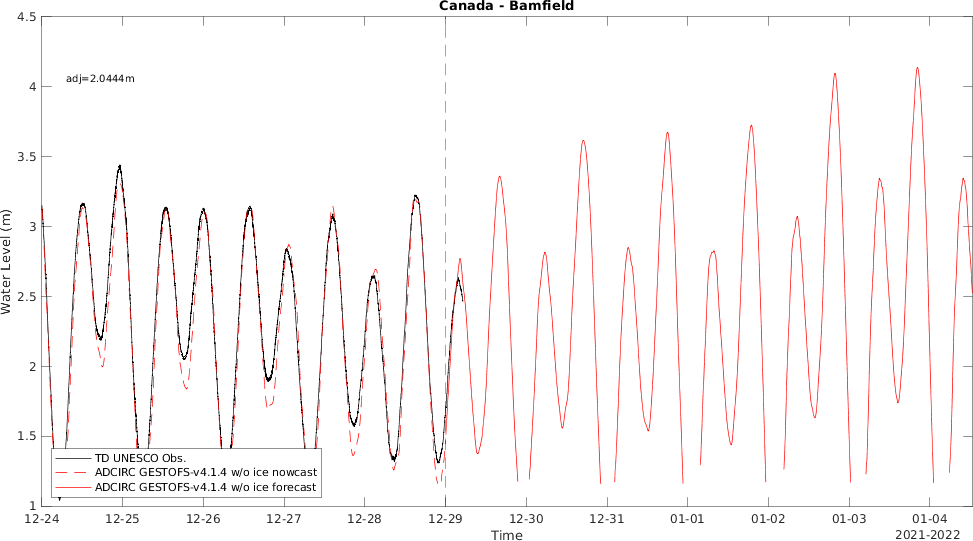 Canada - Bamfield
4.5
4
3.5
3
2.5
2
1.5
1
Water Level (m)
adj=2.0444m
TD UNESCO Obs.
ADCIRC GESTOFS-v4.1.4 w/o ice nowcast
ADCIRC GESTOFS-v4.1.4 w/o ice forecast
12-24 12-25 12-26 12-27 12-28 12-29 12-30 12-31 01-01 01-02 01-03 01-04
Time
2021-2022